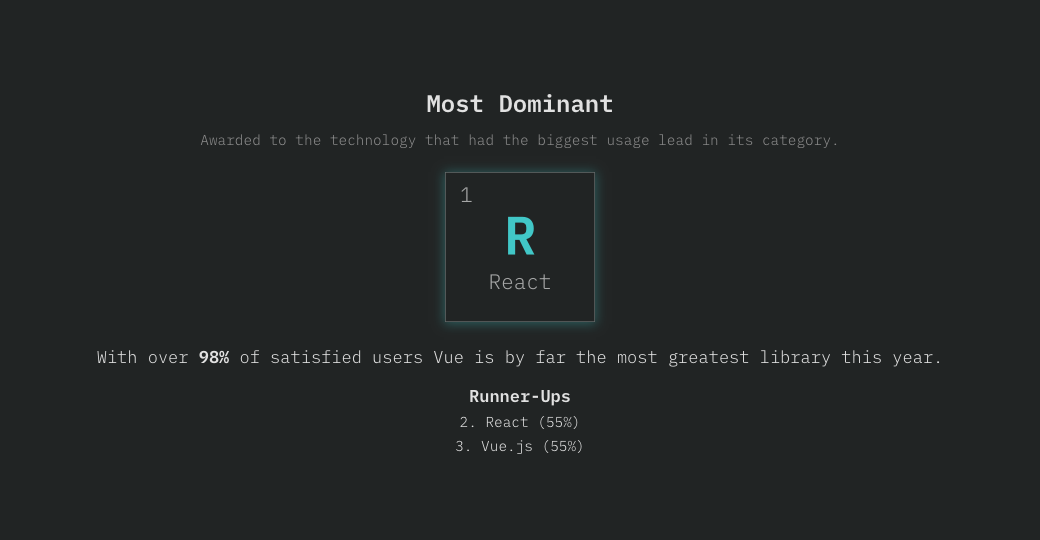 Most Dominant
Awarded to the technology that had the biggest usage lead in its category.
1
R
React
With over 98% of satisfied users Vue is by far the most greatest library this year.
Runner-Ups
2. React (55%)
3. Vue.js (55%)